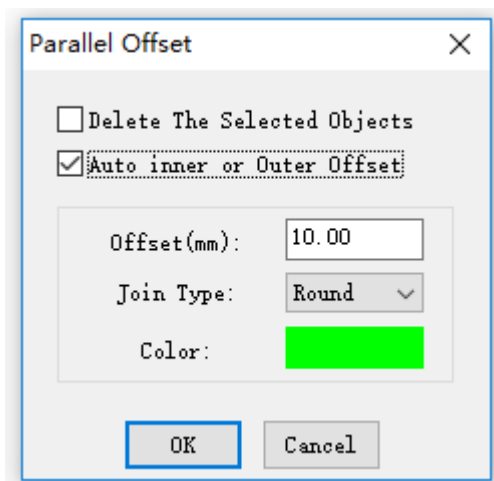 Parallel Offset
Delete The Selected Objects
Auto inner or Outer Offset
Offset(mm): 10.00
Join Type: Round
Color:
OK Cancel